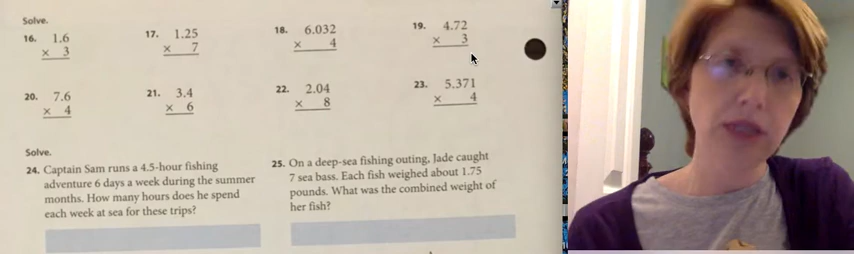 Solve.
16. 1.6 × 3
17. 1.25 × 7
18. 6.032 × 4
19. 4.72 × 3
20. 7.6 × 4
21. 3.4 × 6
22. 2.04 × 8
23. 5.371 × 4
Solve.
24. Captain Sam runs a 4.5-hour fishing
adventure 6 days a week during the summer
months. How many hours does he spend
each week at sea for these trips?
25. On a deep-sea fishing outing, Jade caught
7 sea bass. Each fish weighed about 1.75
pounds. What was the combined weight of
her fish?